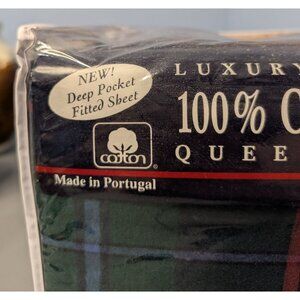 NEW!
Deep Pocket
Fitted Sheet
LUXURY
100% C
QUEE
cotton
®
Made in Portugal